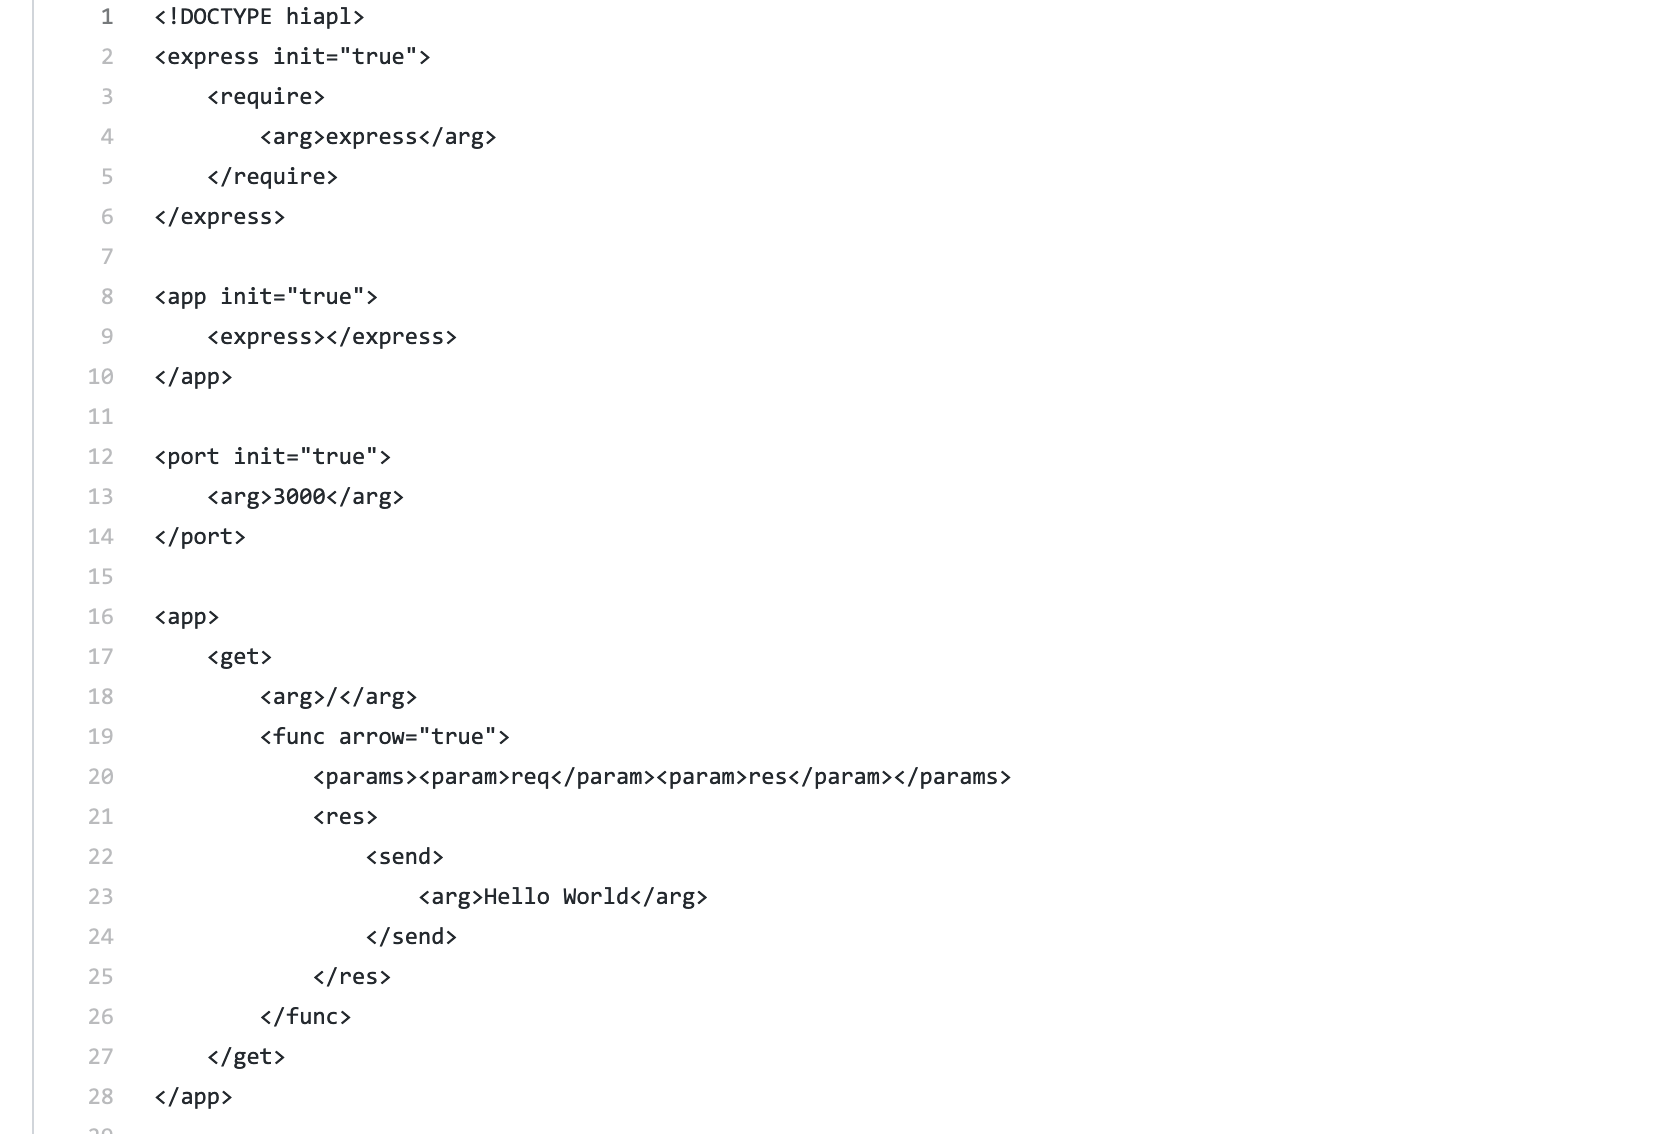 1 <!DOCTYPE hiapl>
2 <express init="true">
3     <require>
4         <arg>express</arg>
5     </require>
6 </express>
7
8 <app init="true">
9     <express></express>
10 </app>
11
12 <port init="true">
13     <arg>3000</arg>
14 </port>
15
16 <app>
17     <get>
18         <arg>/</arg>
19         <func arrow="true">
20             <params><param>req</param><param>res</param></params>
21             <res>
22                 <send>
23                     <arg>Hello World</arg>
24                 </send>
25             </res>
26         </func>
27     </get>
28 </app>
29